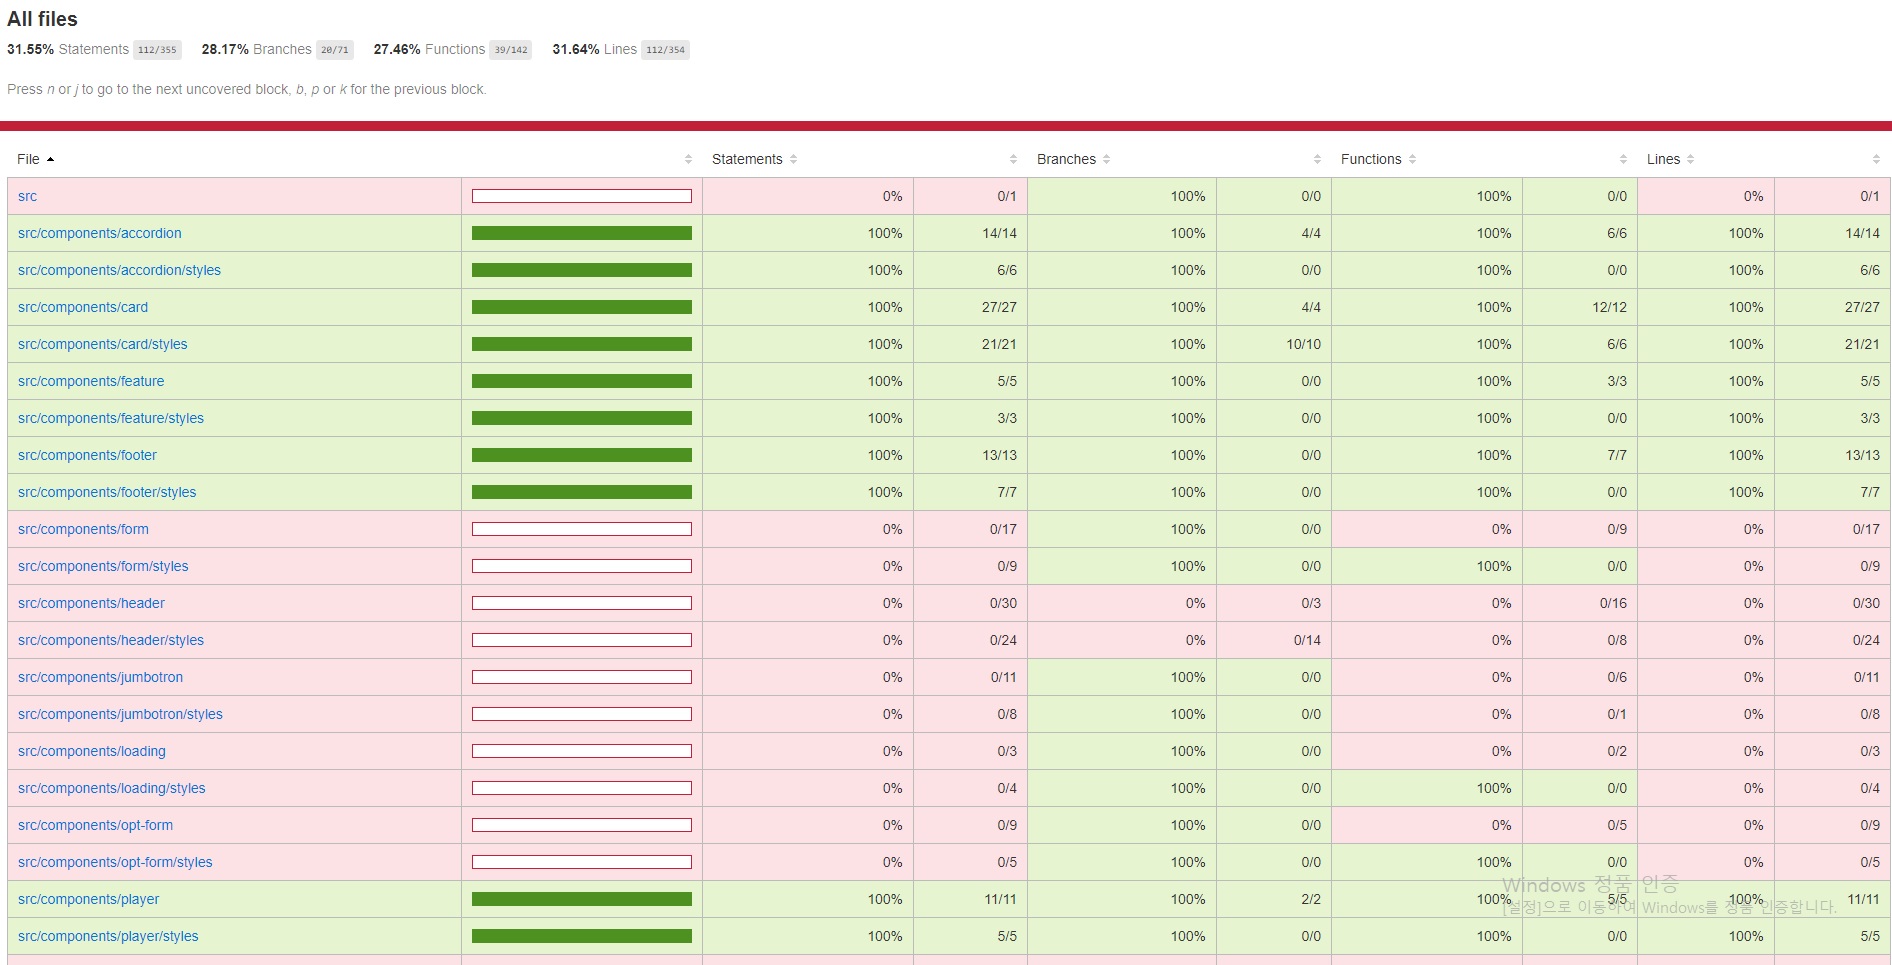 All files
31.55% Statements 112/355 28.17% Branches 20/71 27.46% Functions 39/142 31.64% Lines 112/354
Press n or j to go to the next uncovered block, b, p or k for the previous block.
File Statements Branches Functions Lines
src 0% 0/1 100% 0/0 100% 0/0 0% 0/1
src/components/accordion 100% 14/14 100% 4/4 100% 6/6 100% 14/14
src/components/accordion/styles 100% 6/6 100% 0/0 100% 0/0 100% 6/6
src/components/card 100% 27/27 100% 4/4 100% 12/12 100% 27/27
src/components/card/styles 100% 21/21 100% 10/10 100% 6/6 100% 21/21
src/components/feature 100% 5/5 100% 0/0 100% 3/3 100% 5/5
src/components/feature/styles 100% 3/3 100% 0/0 100% 0/0 100% 3/3
src/components/footer 100% 13/13 100% 0/0 100% 7/7 100% 13/13
src/components/footer/styles 100% 7/7 100% 0/0 100% 0/0 100% 7/7
src/components/form 0% 0/17 100% 0/0 0% 0/9 0% 0/17
src/components/form/styles 0% 0/9 100% 0/0 100% 0/0 0% 0/9
src/components/header 0% 0/30 0% 0/3 0% 0/16 0% 0/30
src/components/header/styles 0% 0/24 0% 0/14 0% 0/8 0% 0/24
src/components/jumbotron 0% 0/11 100% 0/0 0% 0/6 0% 0/11
src/components/jumbotron/styles 0% 0/8 100% 0/0 0% 0/1 0% 0/8
src/components/loading 0% 0/3 100% 0/0 0% 0/2 0% 0/3
src/components/loading/styles 0% 0/4 100% 0/0 100% 0/0 0% 0/4
src/components/opt-form 0% 0/9 100% 0/0 0% 0/5 0% 0/9
src/components/opt-form/styles 0% 0/5 100% 0/0 100% 0/0 0% 0/5
Windows 정품 인증
src/components/player 100% 11/11 100% 2/2 100% 5/5 100% 11/11
[설정]으로 이동하여 Windows를 정품 인증합니다.
src/components/player/styles 100% 5/5 100% 0/0 100% 0/0 100% 5/5